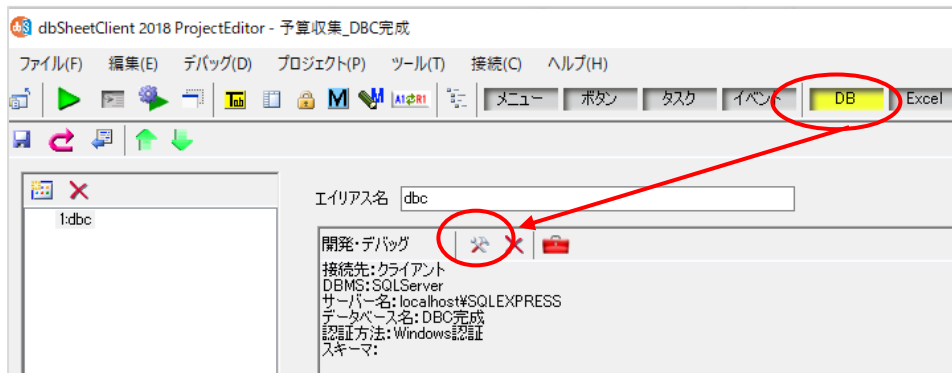 dbSheetClient 2018 ProjectEditor - 予算収集_DBC完成
ファイル(F) 編集(E) デバッグ(D) プロジェクト(P) ツール(T) 接続(C) ヘルプ(H)
Tab M M A1⇄R1 メニュー ボタン タスク イベント DB Excel
エイリアス名 dbc
1:dbc
開発・デバッグ
接続先:クライアント
DBMS:SQLServer
サーバー名:localhost¥SQLEXPRESS
データベース名:DBC完成
認証方法:Windows認証
スキーマ: